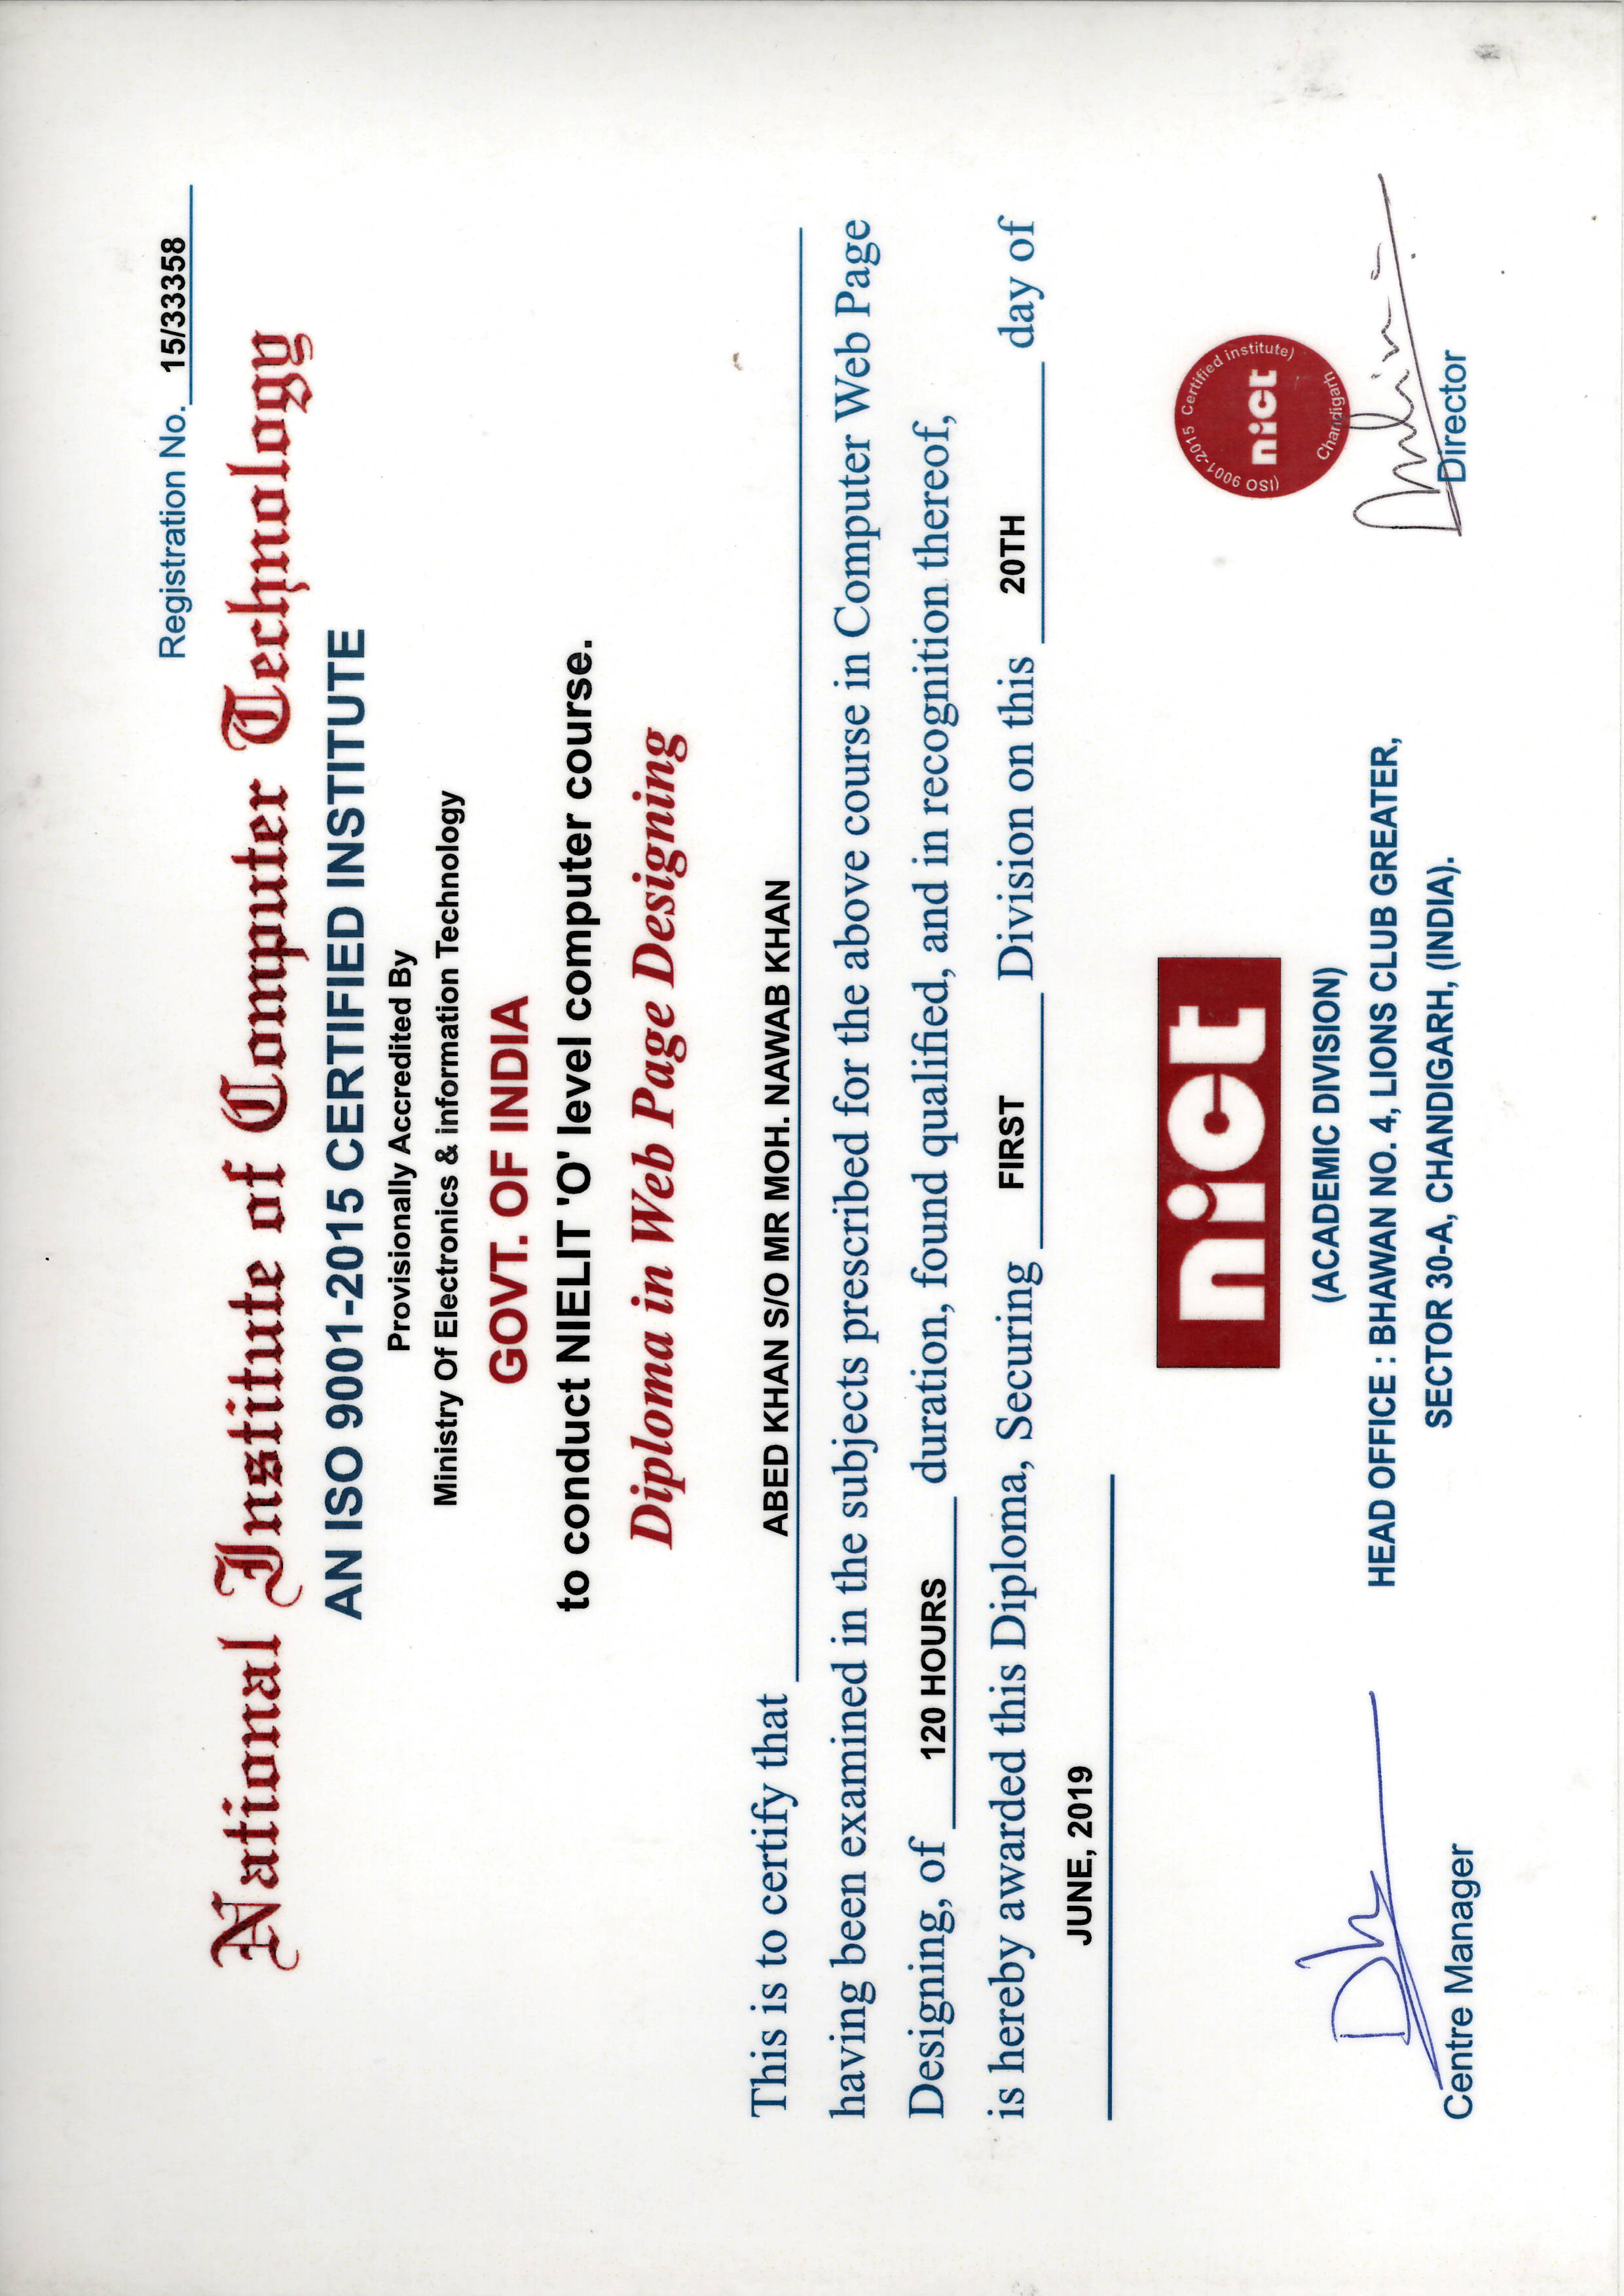 Registration No. 15/33358
National Institute of Computer Technology
AN ISO 9001-2015 CERTIFIED INSTITUTE
Provisionally Accredited By
Ministry Of Electronics & information Technology
GOVT. OF INDIA
to conduct NIELIT 'O' level computer course.
Diploma in Web Page Designing
This is to certify that ABED KHAN S/O MR MOH. NAWAB KHAN
having been examined in the subjects prescribed for the above course in Computer Web Page
Designing, of 120 HOURS duration, found qualified, and in recognition thereof,
is hereby awarded this Diploma, Securing FIRST Division on this 20TH day of
JUNE, 2019
nict
(ACADEMIC DIVISION)
HEAD OFFICE : BHAWAN NO. 4, LIONS CLUB GREATER,
SECTOR 30-A, CHANDIGARH, (INDIA).
Centre Manager
(ISO 9001-2015 Certified institute)
nict
Chandigarh
Director